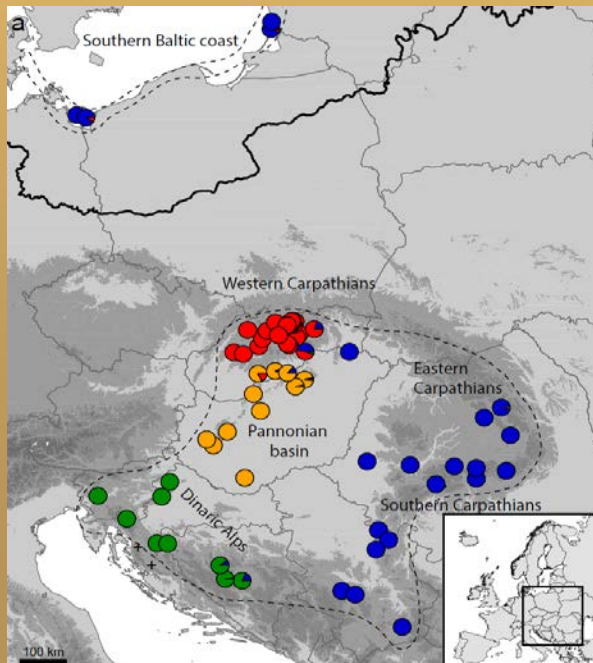 a
Southern Baltic coast
Western Carpathians
Eastern
Carpathians
Pannonian
basin
Southern Carpathians
Dinaric Alps
100 km